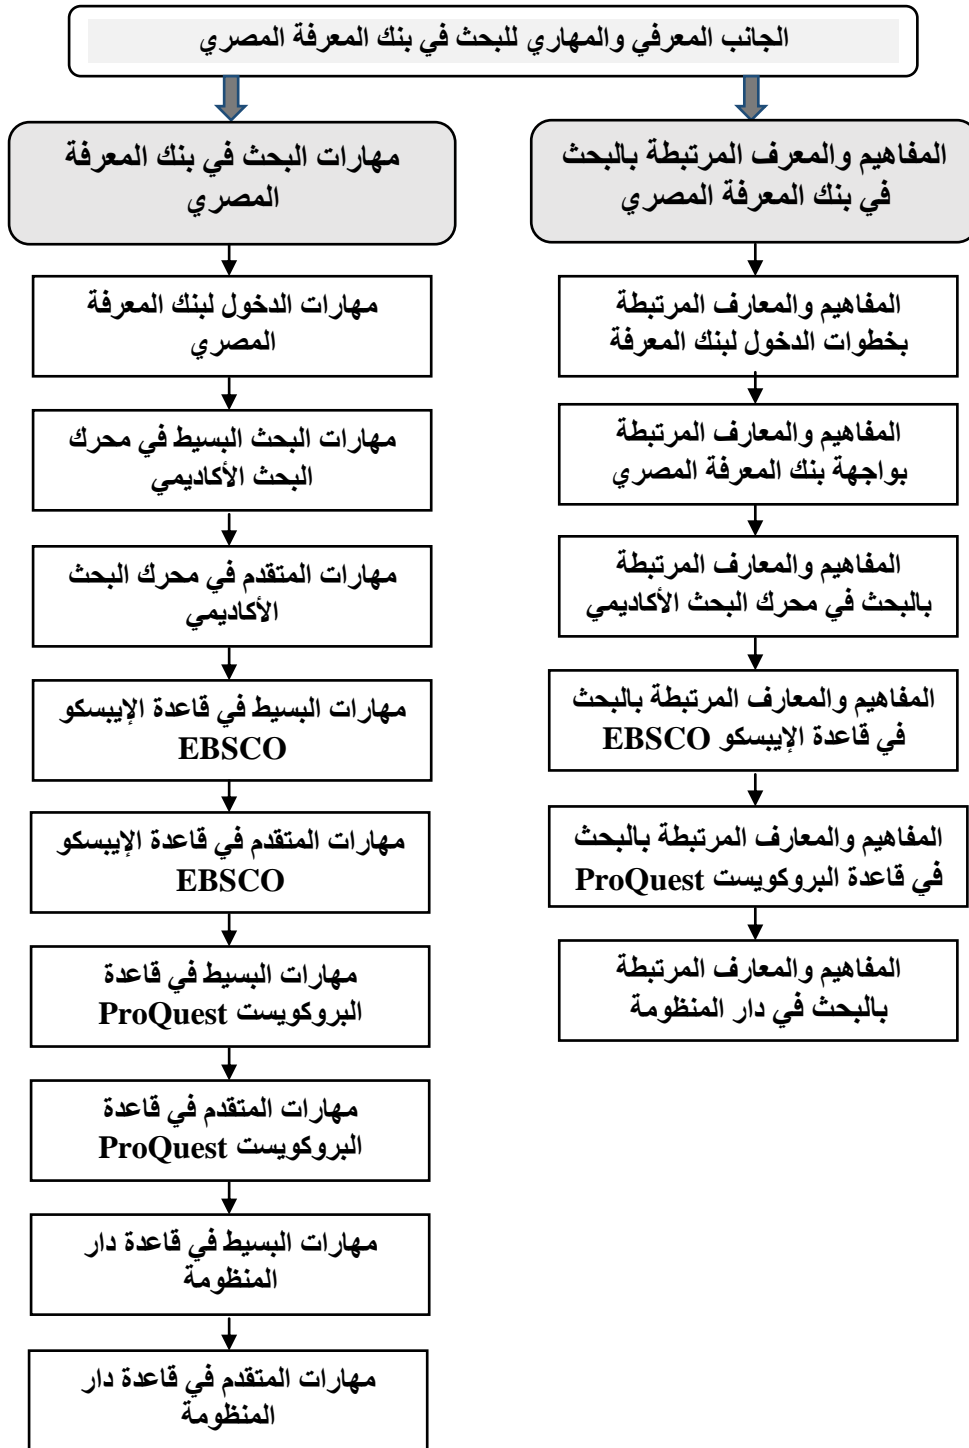 الجانب المعرفي والمهاري للبحث في بنك المعرفة المصري
المفاهيم والمعرف المرتبطة بالبحث
في بنك المعرفة المصري
المفاهيم والمعارف المرتبطة
بخطوات الدخول لبنك المعرفة
المفاهيم والمعارف المرتبطة
بواجهة بنك المعرفة المصري
المفاهيم والمعارف المرتبطة
بالبحث في محرك البحث الأكاديمي
المفاهيم والمعارف المرتبطة بالبحث
في قاعدة الإيبسكو EBSCO
المفاهيم والمعارف المرتبطة بالبحث
في قاعدة البروكويست ProQuest
المفاهيم والمعارف المرتبطة
بالبحث في دار المنظومة
مهارات البحث في بنك المعرفة
المصري
مهارات الدخول لبنك المعرفة
المصري
مهارات البحث البسيط في محرك
البحث الأكاديمي
مهارات المتقدم في محرك البحث
الأكاديمي
مهارات البسيط في قاعدة الإيبسكو
EBSCO
مهارات المتقدم في قاعدة الإيبسكو
EBSCO
مهارات البسيط في قاعدة
البروكويست ProQuest
مهارات المتقدم في قاعدة
البروكويست ProQuest
مهارات البسيط في قاعدة دار
المنظومة
مهارات المتقدم في قاعدة دار
المنظومة